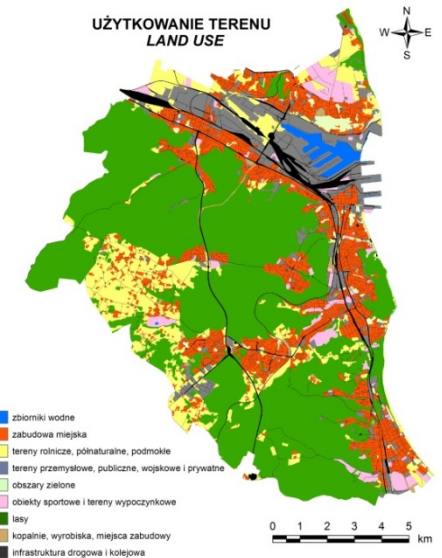 UŻYTKOWANIE TERENU
LAND USE
N
W E
S
zbiorniki wodne
zabudowa miejska
tereny rolnicze, półnaturalne, podmokłe
tereny przemysłowe, publiczne, wojskowe i prywatne
obszary zielone
obiekty sportowe i tereny wypoczynkowe
lasy
kopalnie, wyrobiska, miejsca zabudowy
infrastruktura drogowa i kolejowa
0 1 2 3 4 5
km